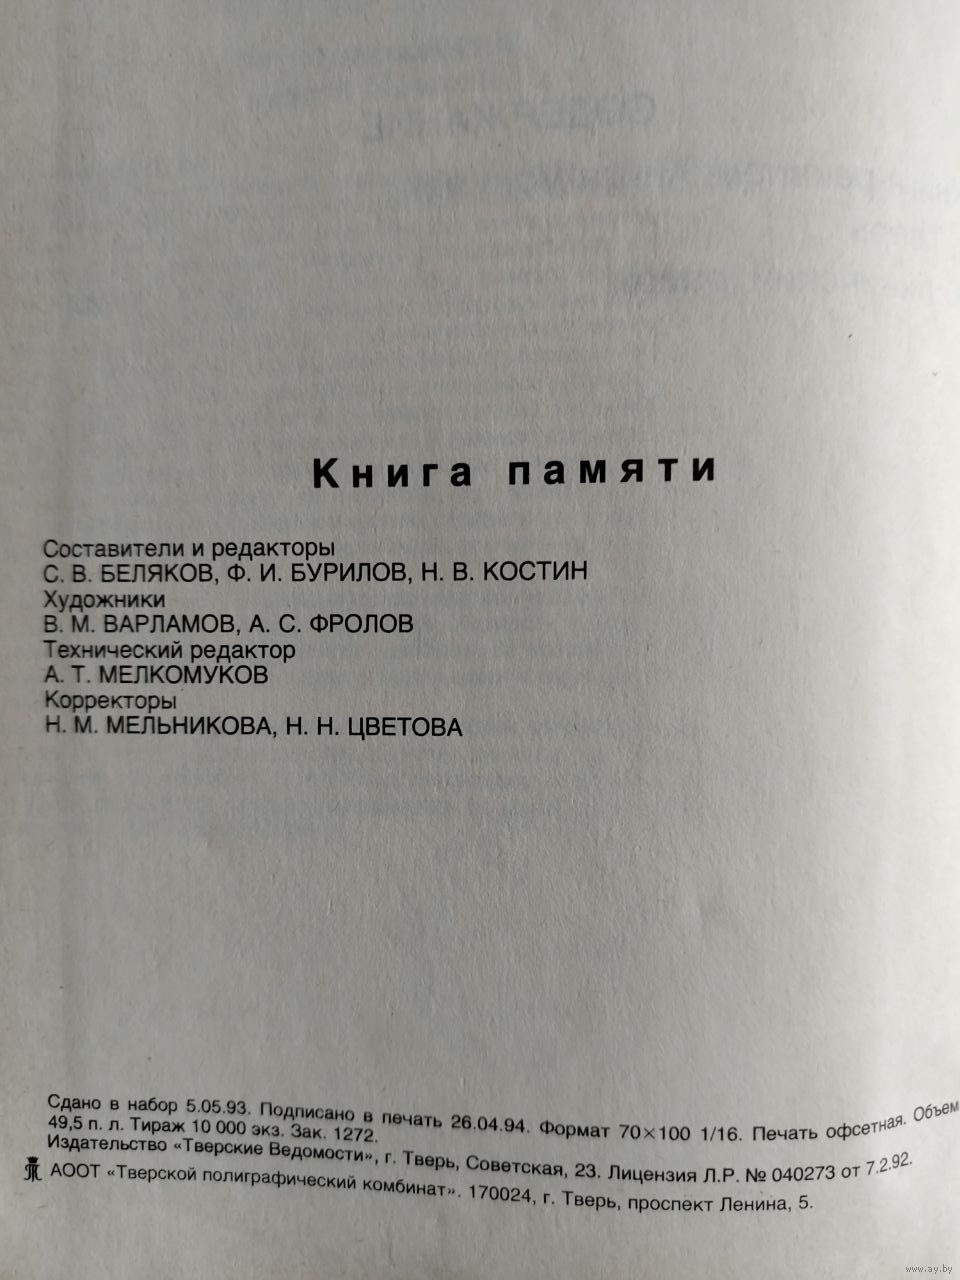 Книга памяти
Составители и редакторы
С. В. БЕЛЯКОВ, Ф. И. БУРИЛОВ, Н. В. КОСТИН
Художники
В. М. ВАРЛАМОВ, А. С. ФРОЛОВ
Технический редактор
А. Т. МЕЛКОМУКОВ
Корректоры
Н. М. МЕЛЬНИКОВА, Н. Н. ЦВЕТОВА
Сдано в набор 5.05.93. Подписано в печать 26.04.94. Формат 70×100 1/16. Печать офсетная. Объем
49,5 п. л. Тираж 10 000 экз. Зак. 1272.
Издательство «Тверские Ведомости», г. Тверь, Советская, 23. Лицензия Л.Р. № 040273 от 7.2.92.
АООТ «Тверской полиграфический комбинат». 170024, г. Тверь, проспект Ленина, 5.
www.ay.by